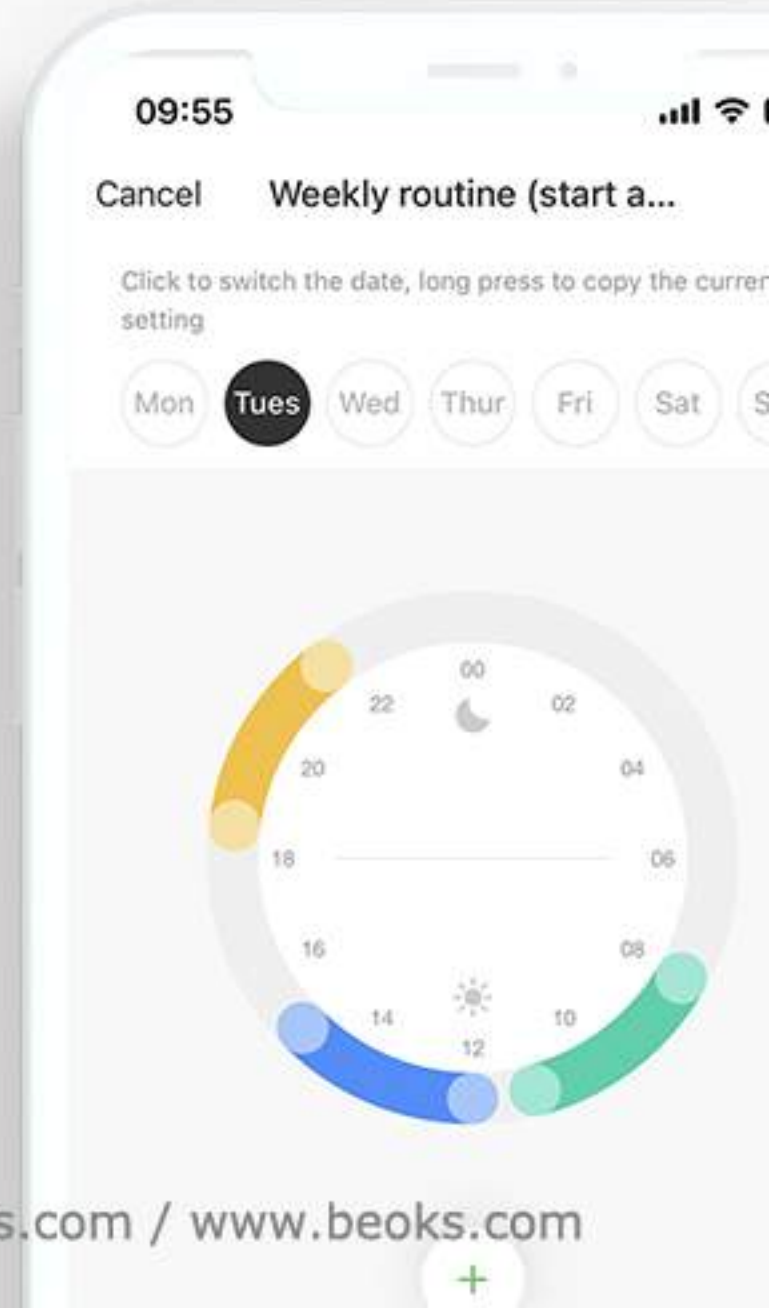 09:55
Cancel Weekly routine (start a...
Click to switch the date, long press to copy the curren
setting
Mon Tues Wed Thur Fri Sat S
00
22 02
20 04
18 06
16 08
14 10
12
s.com / www.beoks.com
+